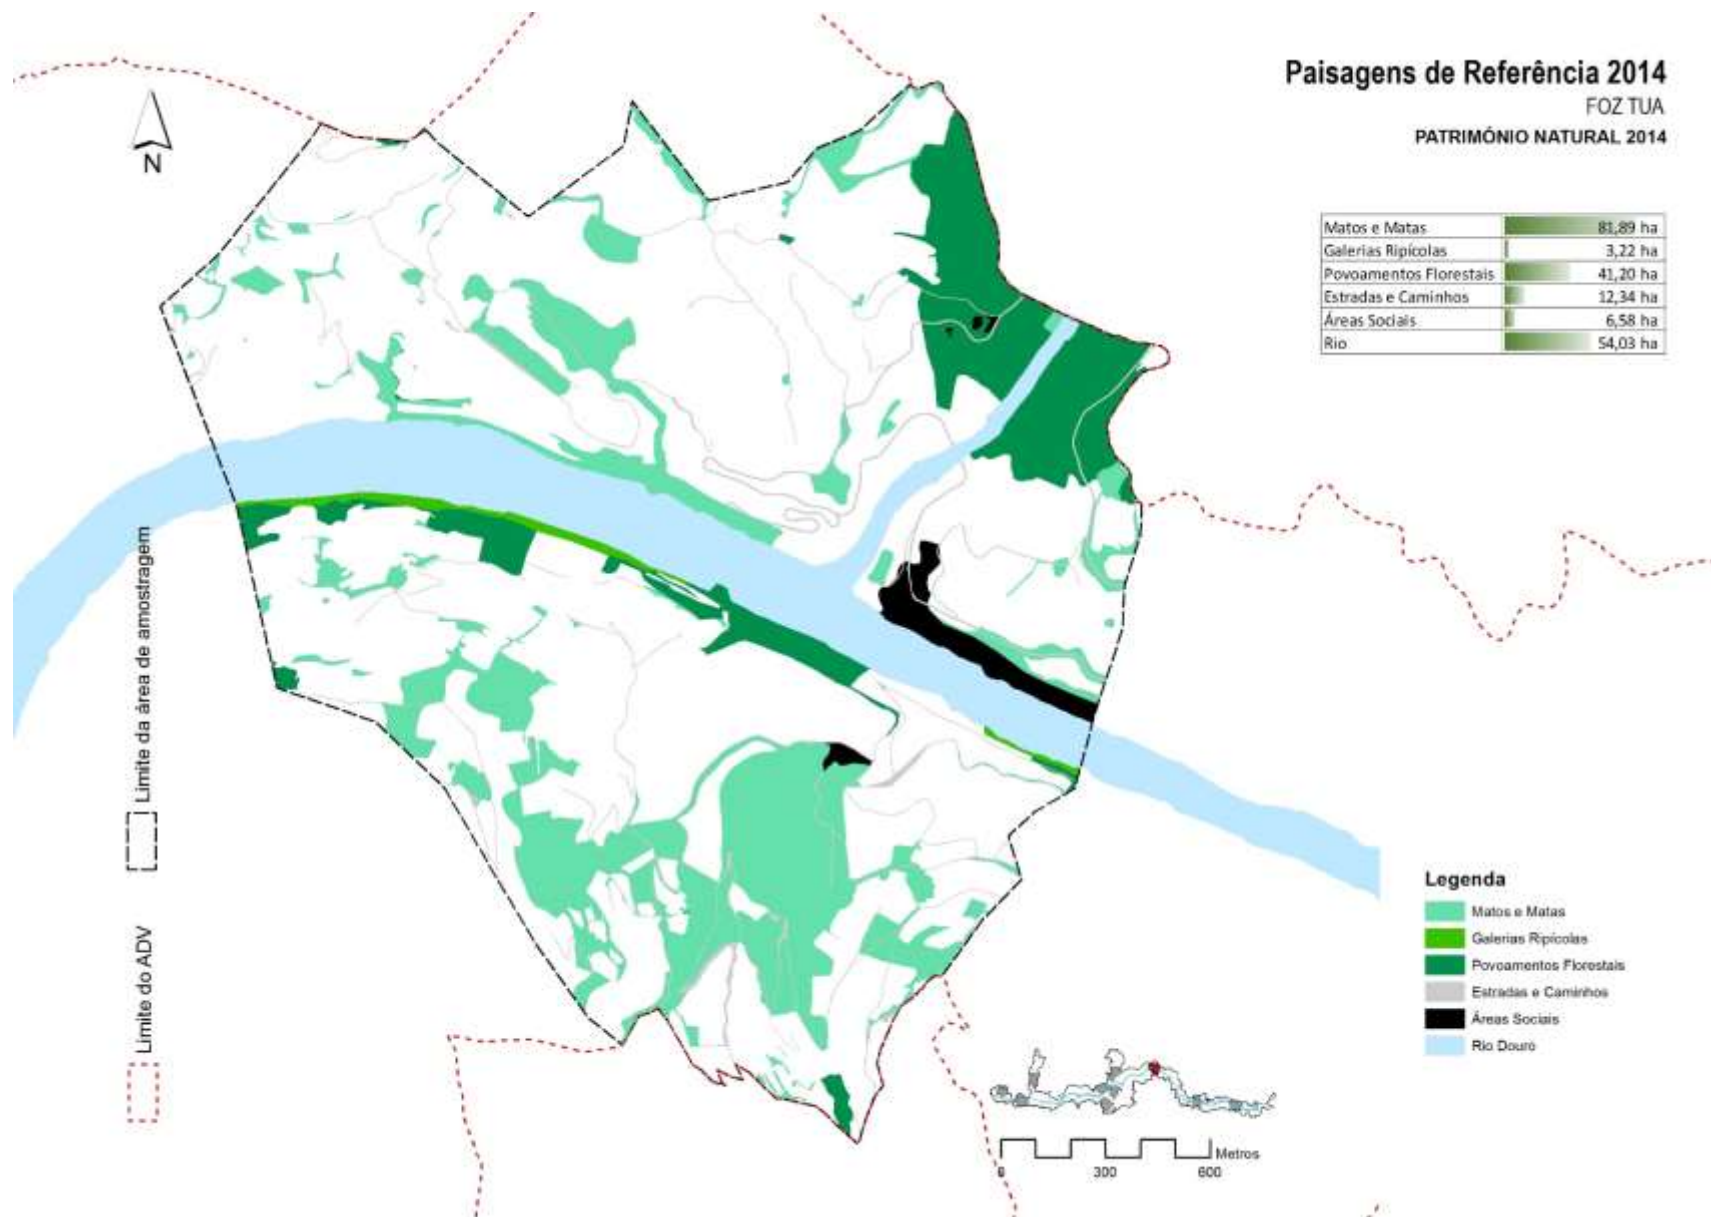 Paisagens de Referência 2014
FOZ TUA
PATRIMÓNIO NATURAL 2014
N
Matos e Matas 81,89 ha
Galerias Ripícolas 3,22 ha
Povoamentos Florestais 41,20 ha
Estradas e Caminhos 12,34 ha
Áreas Sociais 6,58 ha
Rio 54,03 ha
Limite da área de amostragem
Limite do ADV
Legenda
Matos e Matas
Galerias Ripícolas
Povoamentos Florestais
Estradas e Caminhos
Áreas Sociais
Rio Douro
Metros
0 300 600